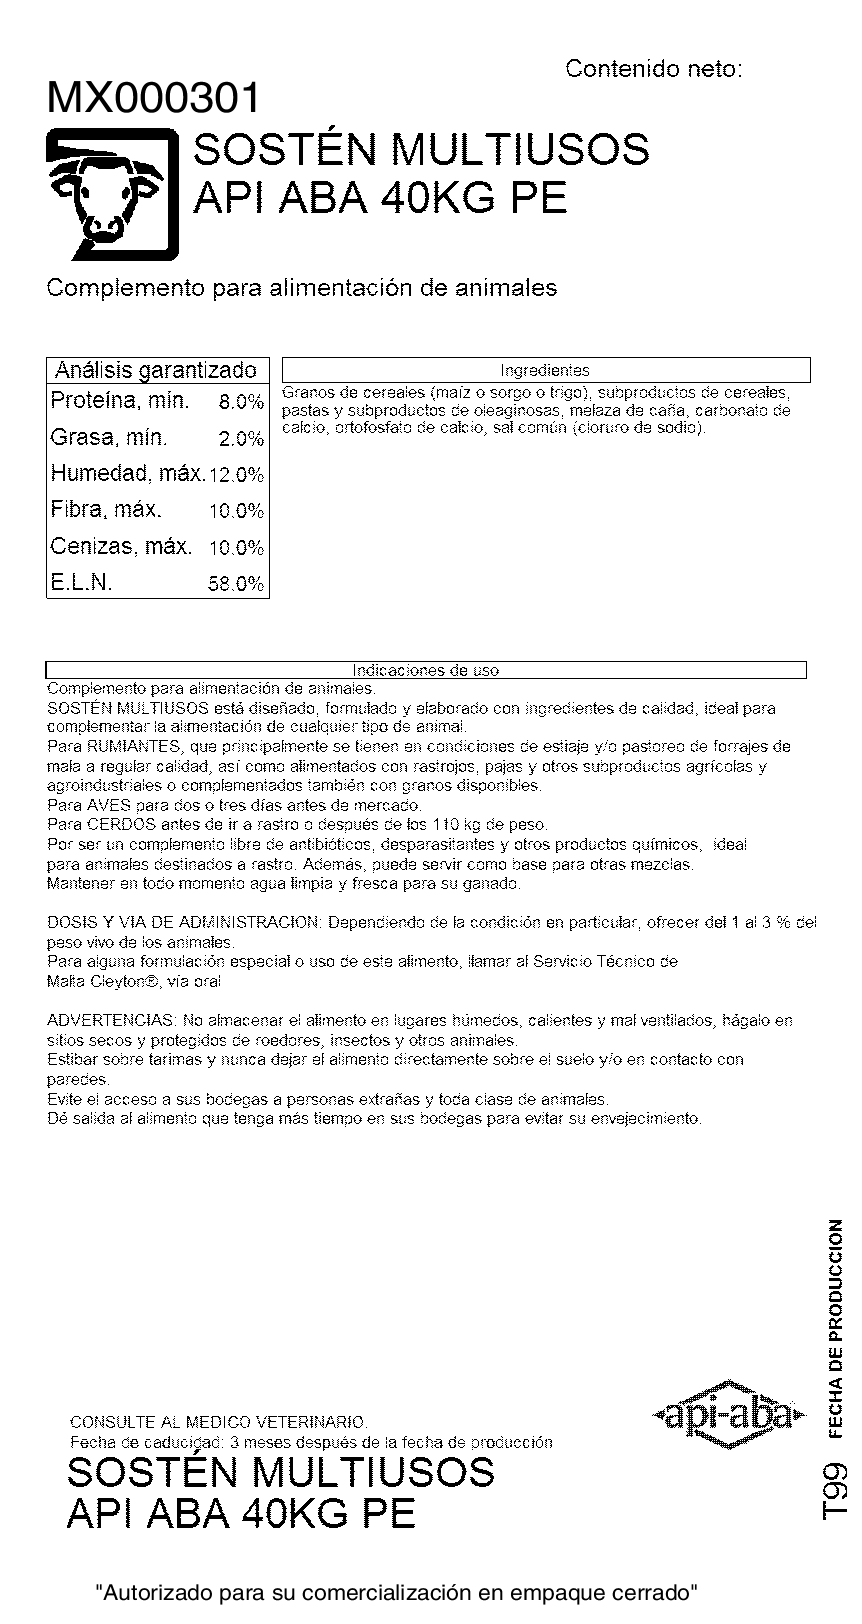 Contenido neto:
MX000301
SOSTÉN MULTIUSOS
API ABA 40KG PE
Complemento para alimentación de animales
Análisis garantizado
Proteína, mín. 8.0%
Grasa, mín. 2.0%
Humedad, máx. 12.0%
Fibra, máx. 10.0%
Cenizas, máx. 10.0%
E.L.N. 58.0%
Ingredientes
Granos de cereales (maíz o sorgo o trigo), subproductos de cereales,
pastas y subproductos de oleaginosas, melaza de caña, carbonato de
calcio, ortofosfato de calcio, sal común (cloruro de sodio).
Indicaciones de uso
Complemento para alimentación de animales.
SOSTÉN MULTIUSOS está diseñado, formulado y elaborado con ingredientes de calidad, ideal para
complementar la alimentación de cualquier tipo de animal.
Para RUMIANTES, que principalmente se tienen en condiciones de estiaje y/o pastoreo de forrajes de
mala a regular calidad, así como alimentados con rastrojos, pajas y otros subproductos agrícolas y
agroindustriales o complementados también con granos disponibles.
Para AVES para dos o tres días antes de mercado.
Para CERDOS antes de ir a rastro o después de los 110 kg de peso.
Por ser un complemento libre de antibióticos, desparasitantes y otros productos químicos, ideal
para animales destinados a rastro. Además, puede servir como base para otras mezclas.
Mantener en todo momento agua limpia y fresca para su ganado.
DOSIS Y VIA DE ADMINISTRACION: Dependiendo de la condición en particular, ofrecer del 1 al 3 % del
peso vivo de los animales.
Para alguna formulación especial o uso de este alimento, llamar al Servicio Técnico de
Malta Cleyton®, vía oral
ADVERTENCIAS: No almacenar el alimento en lugares húmedos, calientes y mal ventilados, hágalo en
sitios secos y protegidos de roedores, insectos y otros animales.
Estibar sobre tarimas y nunca dejar el alimento directamente sobre el suelo y/o en contacto con
paredes.
Evite el acceso a sus bodegas a personas extrañas y toda clase de animales.
Dé salida al alimento que tenga más tiempo en sus bodegas para evitar su envejecimiento.
FECHA DE PRODUCCION
T99
api-aba
CONSULTE AL MEDICO VETERINARIO.
Fecha de caducidad: 3 meses después de la fecha de producción
SOSTÉN MULTIUSOS
API ABA 40KG PE
"Autorizado para su comercialización en empaque cerrado"